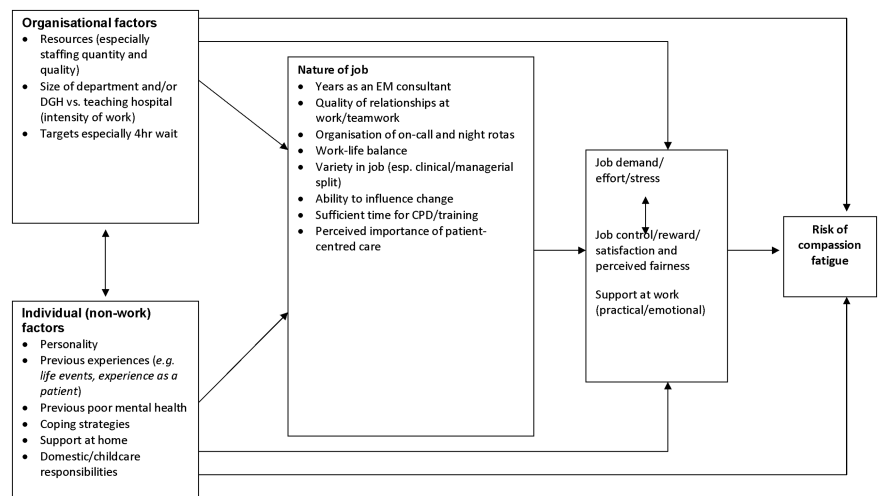 Organisational factors
• Resources (especially
staffing quantity and
quality)
• Size of department and/or
DGH vs. teaching hospital
(intensity of work)
• Targets especially 4hr wait
Individual (non-work)
factors
• Personality
• Previous experiences (e.g.
life events, experience as a
patient)
• Previous poor mental health
• Coping strategies
• Support at home
• Domestic/childcare
responsibilities
Nature of job
• Years as an EM consultant
• Quality of relationships at
work/teamwork
• Organisation of on-call and night rotas
• Work-life balance
• Variety in job (esp. clinical/managerial
split)
• Ability to influence change
• Sufficient time for CPD/training
• Perceived importance of patient-
centred care
Job demand/
effort/stress
Job control/reward/
satisfaction and
perceived fairness
Support at work
(practical/emotional)
Risk of
compassion
fatigue